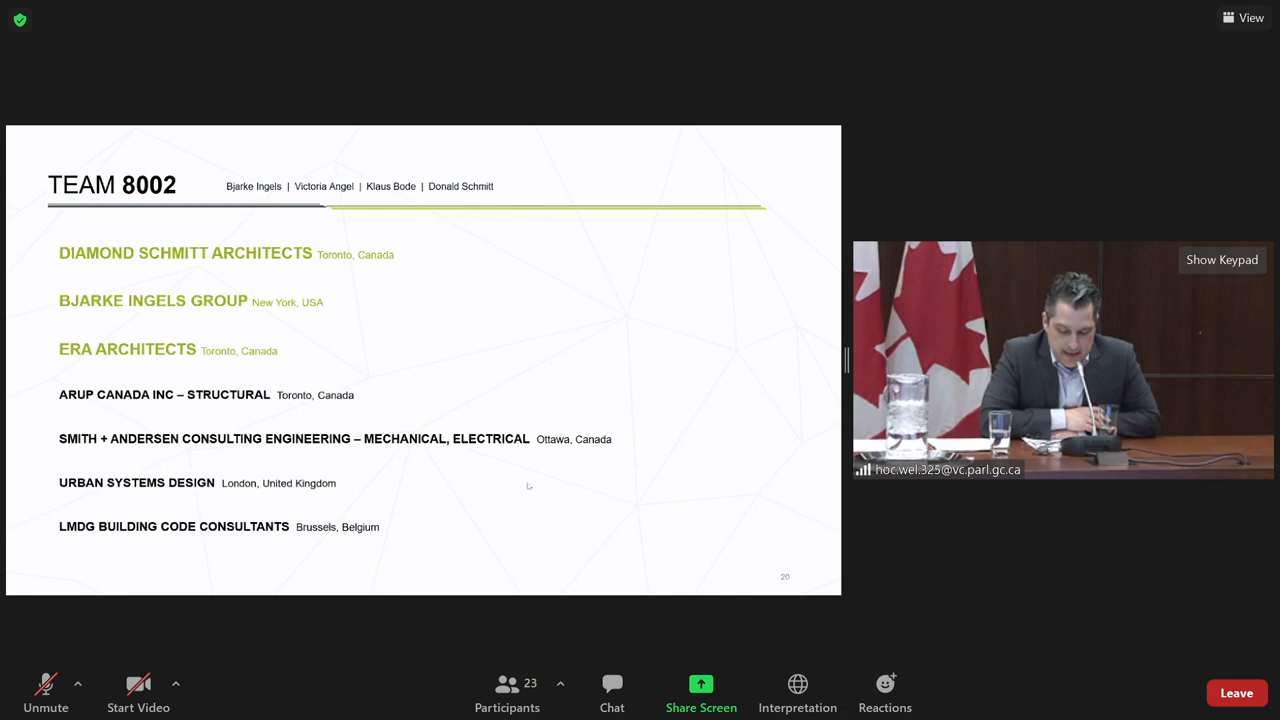 View
TEAM 8002
Bjarke Ingels | Victoria Angel | Klaus Bode | Donald Schmitt
DIAMOND SCHMITT ARCHITECTS Toronto, Canada
BJARKE INGELS GROUP New York, USA
ERA ARCHITECTS Toronto, Canada
ARUP CANADA INC – STRUCTURAL Toronto, Canada
SMITH + ANDERSEN CONSULTING ENGINEERING – MECHANICAL, ELECTRICAL Ottawa, Canada
URBAN SYSTEMS DESIGN London, United Kingdom
LMDG BUILDING CODE CONSULTANTS Brussels, Belgium
20
Show Keypad
hoc.wel.325@vc.parl.gc.ca
Unmute
Start Video
23
Participants
Chat
Share Screen
Interpretation
Reactions
Leave